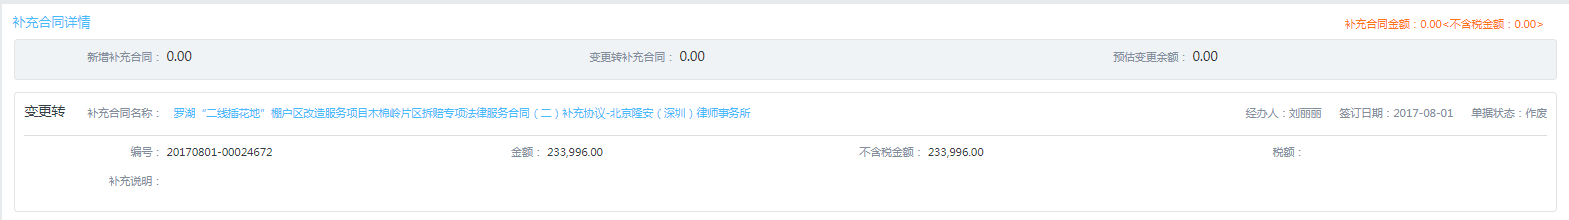 补充合同详情
补充合同金额：0.00<不含税金额：0.00>
新增补充合同： 0.00 变更转补充合同： 0.00 预估变更余额： 0.00
变更转 补充合同名称： 罗湖“二线插花地”棚户区改造服务项目木棉岭片区拆赔专项法律服务合同（二）补充协议-北京隆安（深圳）律师事务所 经办人：刘丽丽 签订日期：2017-08-01 单据状态：作废
编号： 20170801-00024672 金额： 233,996.00 不含税金额： 233,996.00 税额：
补充说明：